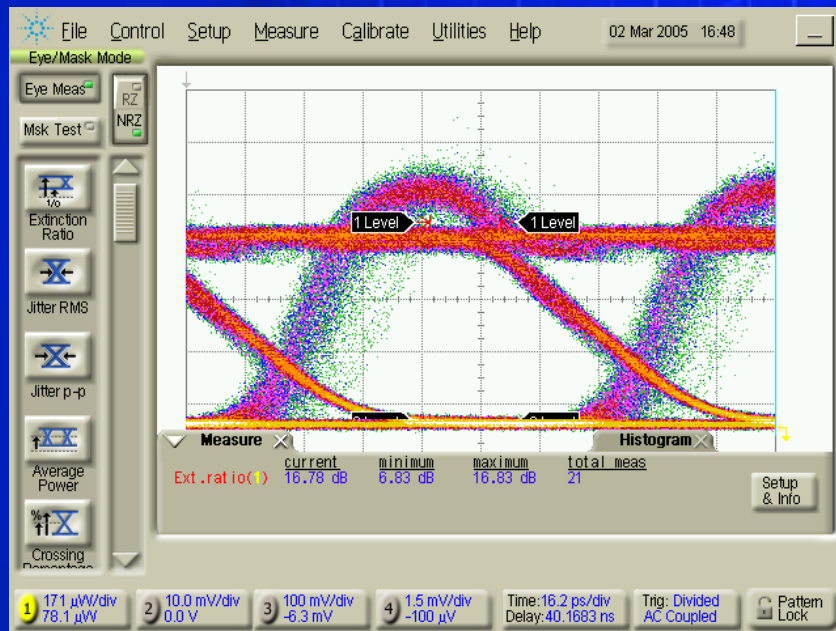 File Control Setup Measure Calibrate Utilities Help 02 Mar 2005 16:48
Eye/Mask Mode
Eye Meas
RZ
NRZ
Msk Test
1/0
Extinction
Ratio
Jitter RMS
Jitter p-p
Average
Power
%
Crossing
1 Level 1 Level
Measure Histogram
current minimum maximum total meas
Ext.ratio(1) 16.78 dB 6.83 dB 16.83 dB 21
Setup
& Info
1 171 µW/div 2 10.0 mV/div 3 100 mV/div 4 1.5 mV/div Time:16.2 ps/div Trig: Divided Pattern
78.1 µW 0.0 V -6.3 mV -100 µV Delay:40.1683 ns AC Coupled Lock